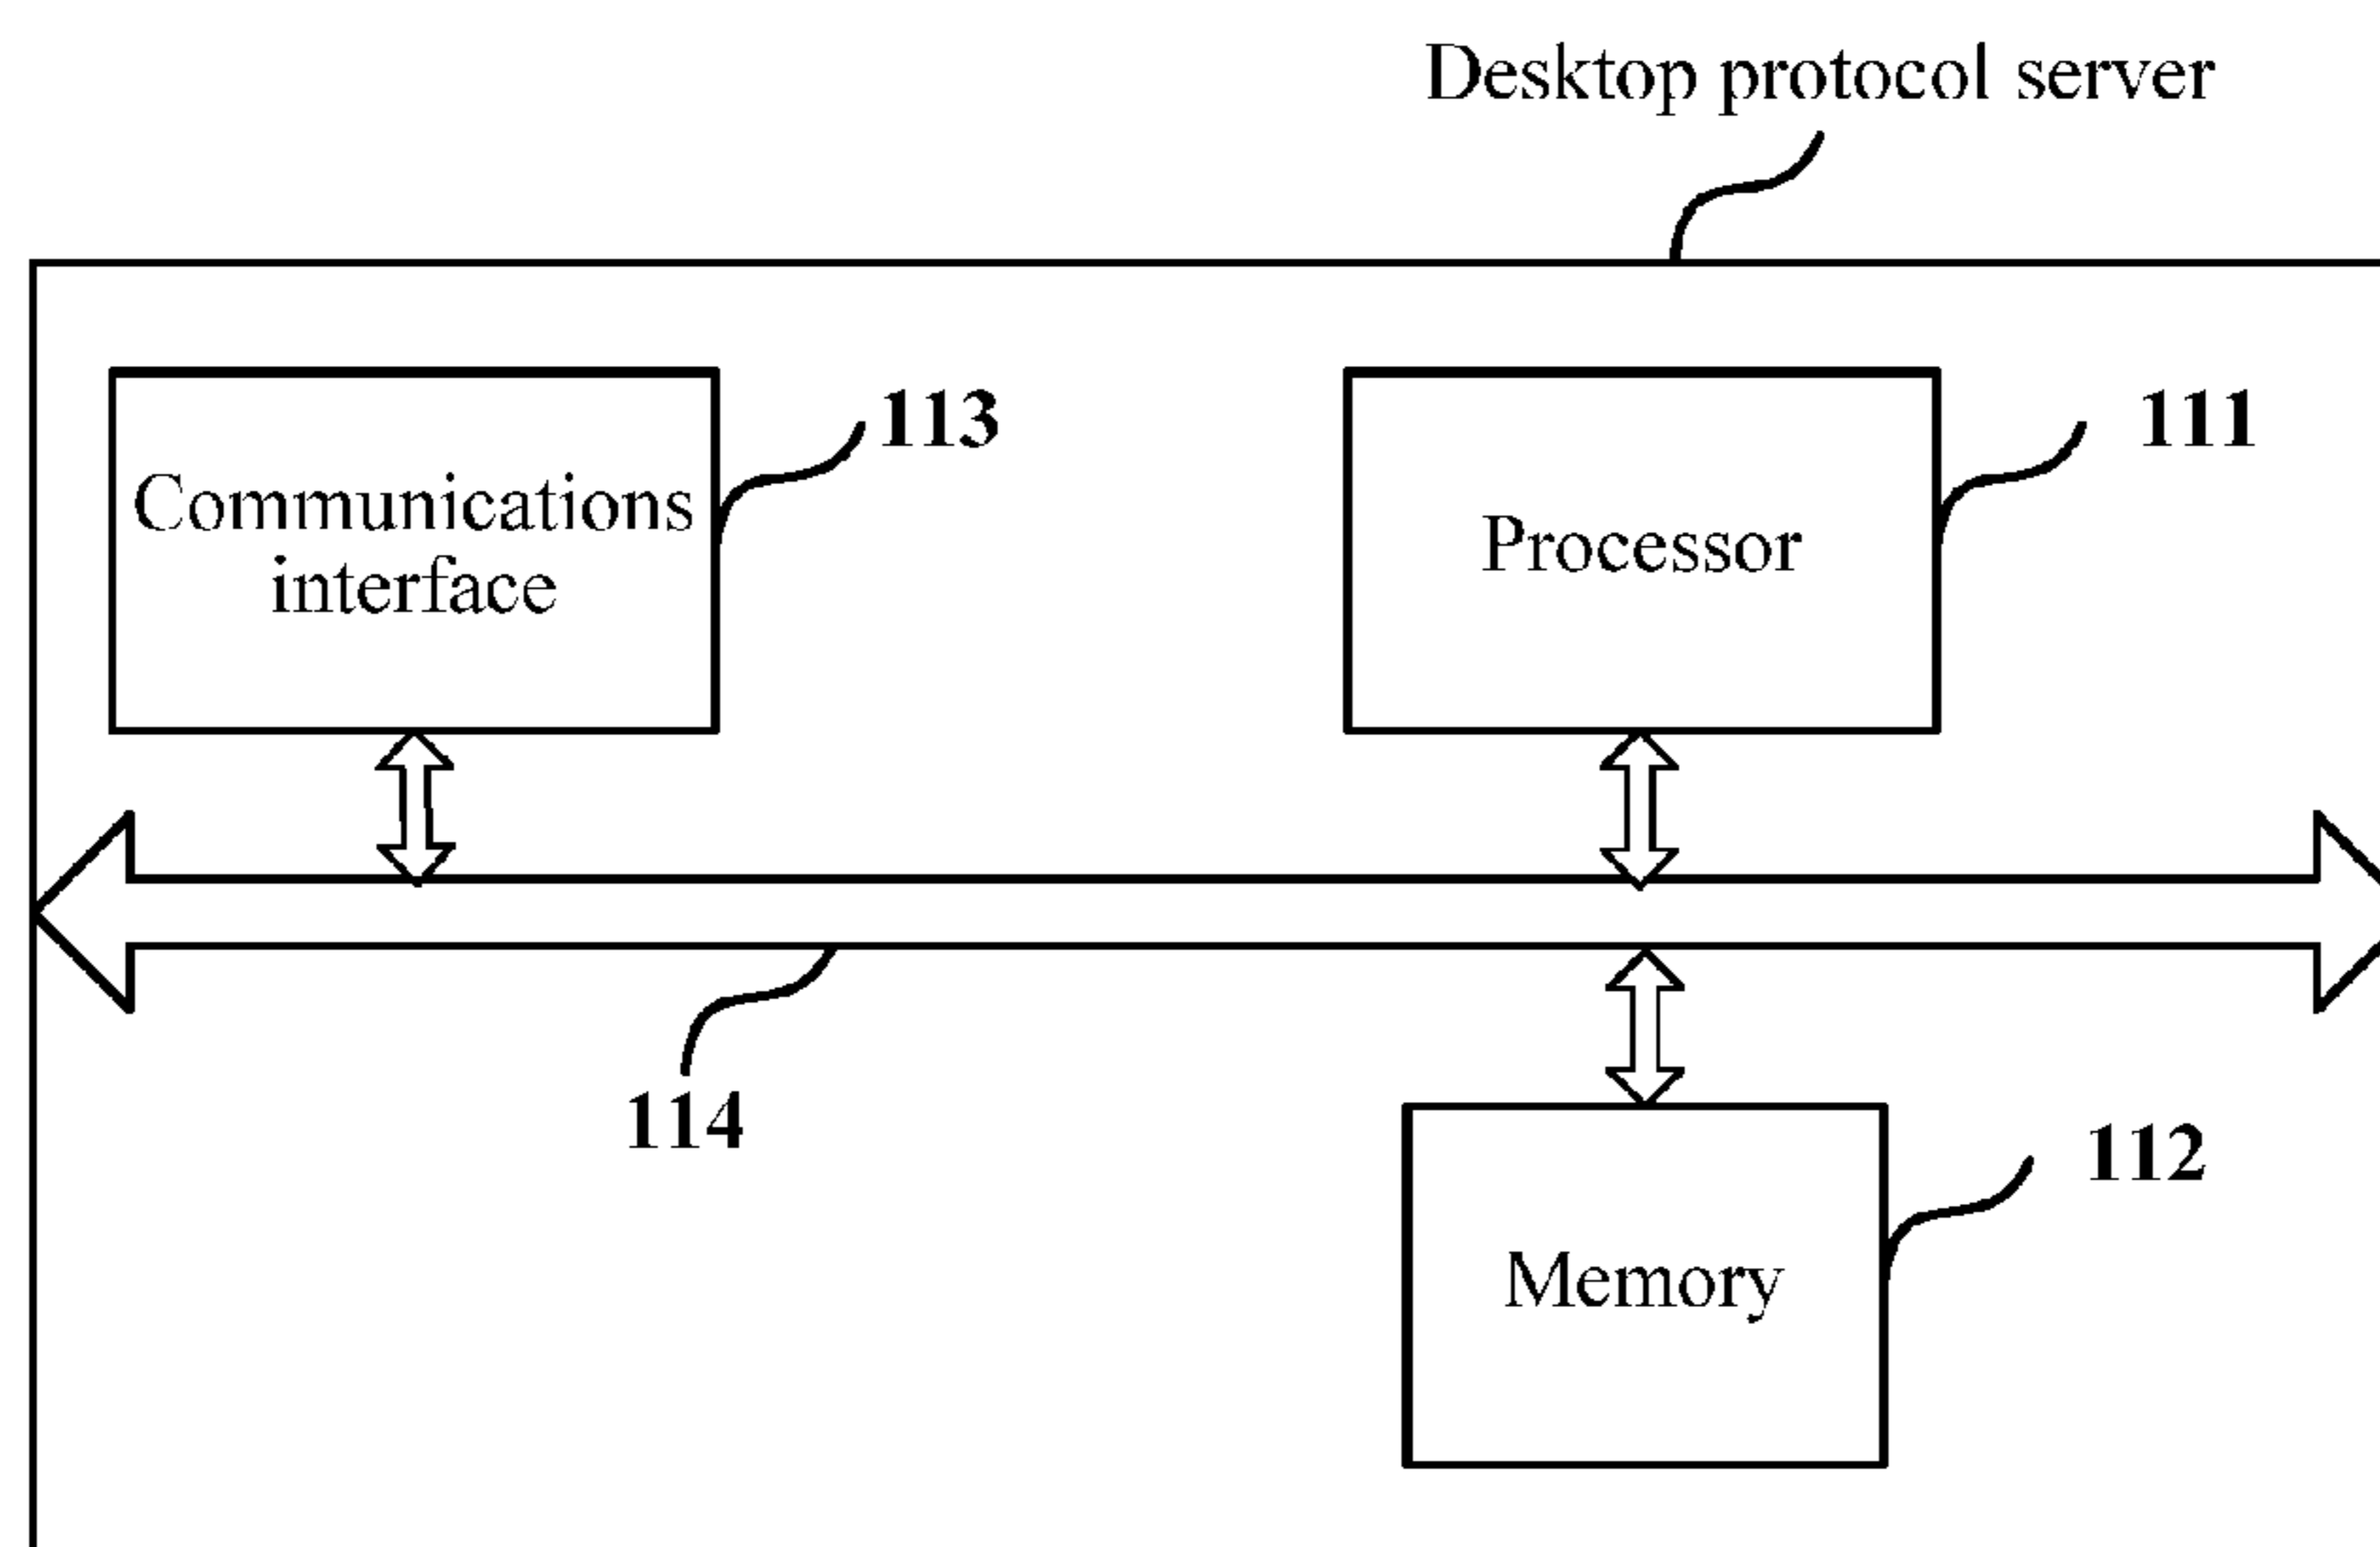 Desktop protocol server
113
111
Communications
interface
Processor
114
112
Memory